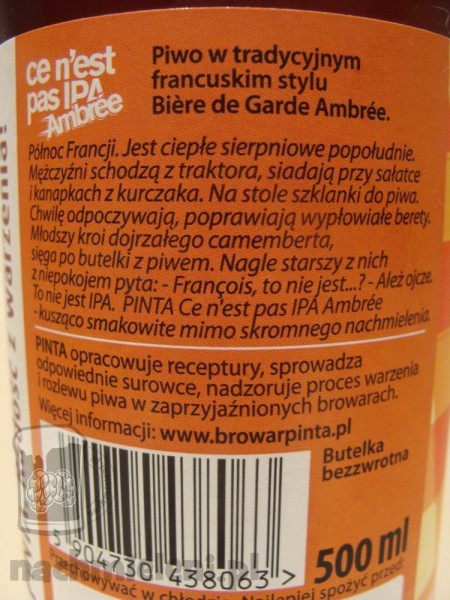 ce n'est
pas IPA
Ambrée
Piwo w tradycyjnym
francuskim stylu
Bière de Garde Ambrée.
Północ Francji. Jest ciepłe sierpniowe popołudnie.
Mężczyźni schodzą z traktora, siadają przy sałatce
i kanapkach z kurczaka. Na stole szklanki do piwa.
Chwilę odpoczywają, poprawiają wypłowiałe berety.
Młodszy kroi dojrzałego camemberta,
sięga po butelki z piwem. Nagle starszy z nich
z niepokojem pyta: - François, to nie jest...? - Ależ ojcze.
To nie jest IPA. PINTA Ce n'est pas IPA Ambrée
- kusząco smakowite mimo skromnego nachmielenia.
PINTA opracowuje receptury, sprowadza
odpowiednie surowce, nadzoruje proces warzenia
i rozlewu piwa w zaprzyjaźnionych browarach.
Więcej informacji: www.browarpinta.pl
Butelka
bezzwrotna
5 904730 438063 >
500 ml
Przechowywać w chłodzie. Najlepiej spożyć przed: